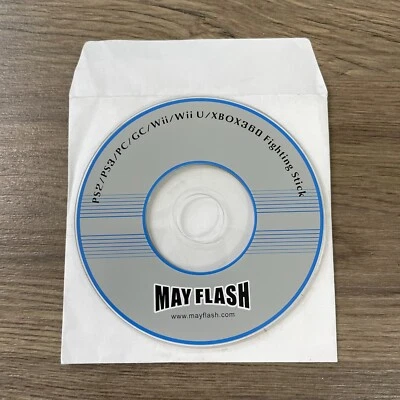 PS2/PS3/PC/GC/Wii/Wii U/XBOX360 Fighting Stick
MAY FLASH
www.mayflash.com